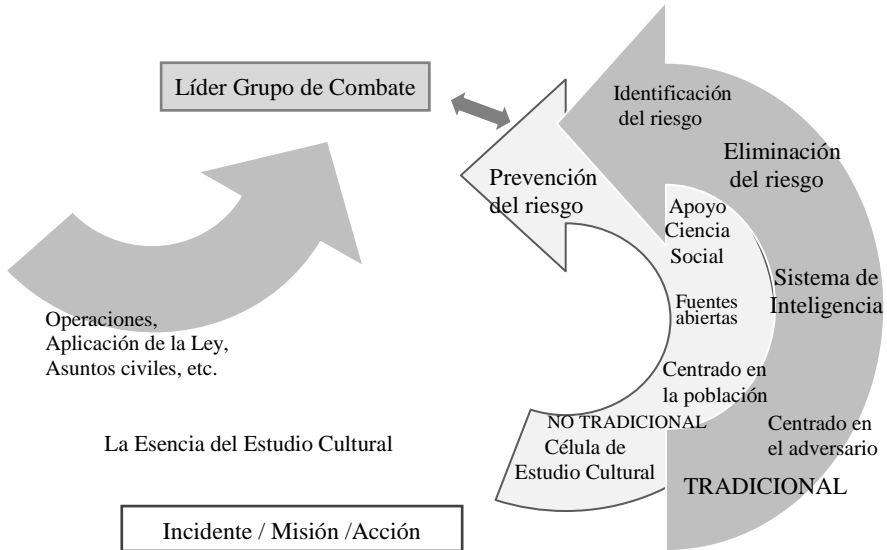 Líder Grupo de Combate
Identificación
del riesgo
Eliminación
del riesgo
Prevención
del riesgo
Apoyo
Ciencia
Social
Sistema de
Inteligencia
Fuentes
abiertas
Operaciones,
Aplicación de la Ley,
Asuntos civiles, etc.
Centrado en
la población
NO TRADICIONAL
Célula de
Estudio Cultural
Centrado en
el adversario
TRADICIONAL
La Esencia del Estudio Cultural
Incidente / Misión /Acción